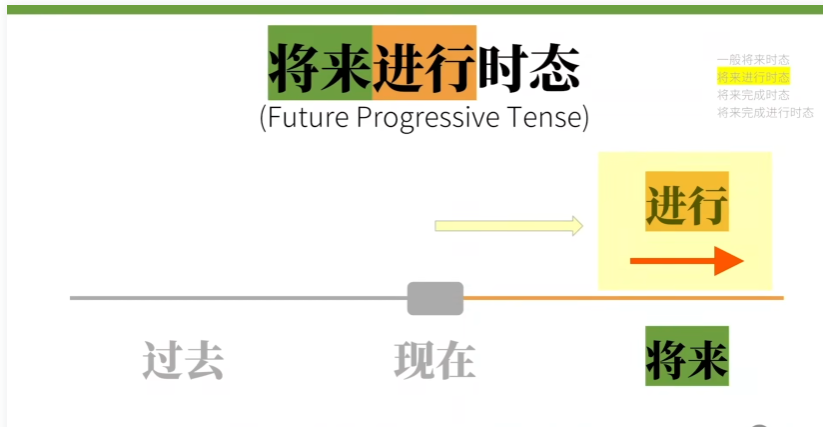 将来进行时态
(Future Progressive Tense)
一般将来时态
将来进行时态
将来完成时态
将来完成进行时态
进行
过去
现在
将来